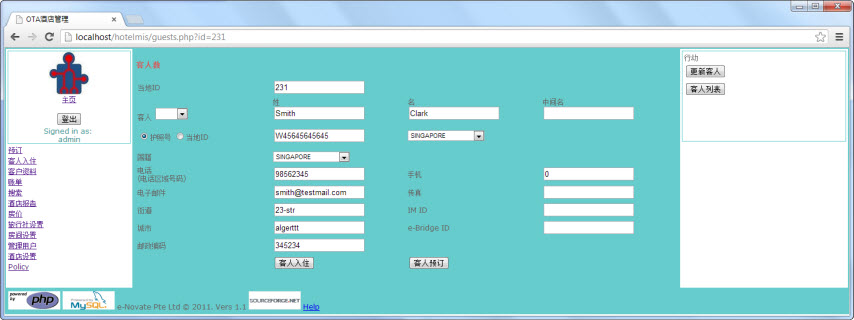 OTA酒店管理
localhost/hotelmis/guests.php?id=231
主页
登出
Signed in as:
admin
预订
客人入住
客户资料
账单
搜索
酒店报告
房价
旅行社设置
房间设置
管理用户
酒店设置
Policy
客人数
当地ID 231
姓 名 中间名
客人 Smith Clark
护照号 当地ID W45645645645 SINGAPORE
国籍 SINGAPORE
电话 98562345 手机 0
(电话区域号码)
电子邮件 smith@testmail.com 传真
街道 23-str IM ID
城市 algerttt e-Bridge ID
邮政编码 345234
客人入住 客人预订
行动
更新客人
客人列表
powered by php Powered by MySQL e-Novate Pte Ltd © 2011. Vers 1.1 SOURCEFORGE.NET Help